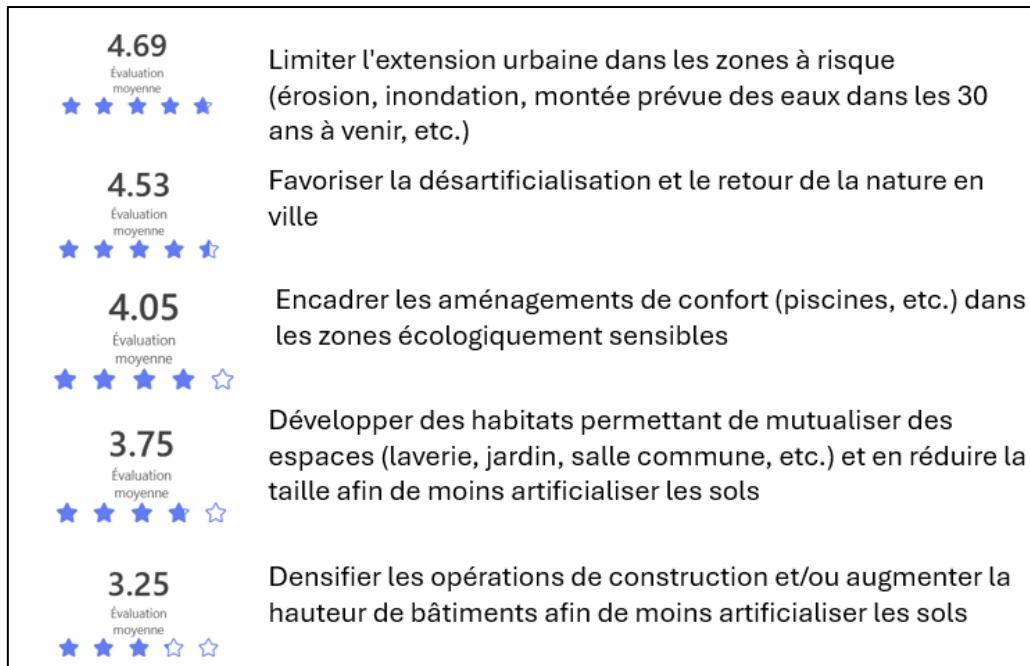 4.69
Évaluation
moyenne
Limiter l'extension urbaine dans les zones à risque
(érosion, inondation, montée prévue des eaux dans les 30
ans à venir, etc.)
4.53
Évaluation
moyenne
Favoriser la désartificialisation et le retour de la nature en
ville
4.05
Évaluation
moyenne
Encadrer les aménagements de confort (piscines, etc.) dans
les zones écologiquement sensibles
3.75
Évaluation
moyenne
Développer des habitats permettant de mutualiser des
espaces (laverie, jardin, salle commune, etc.) et en réduire la
taille afin de moins artificialiser les sols
3.25
Évaluation
moyenne
Densifier les opérations de construction et/ou augmenter la
hauteur de bâtiments afin de moins artificialiser les sols